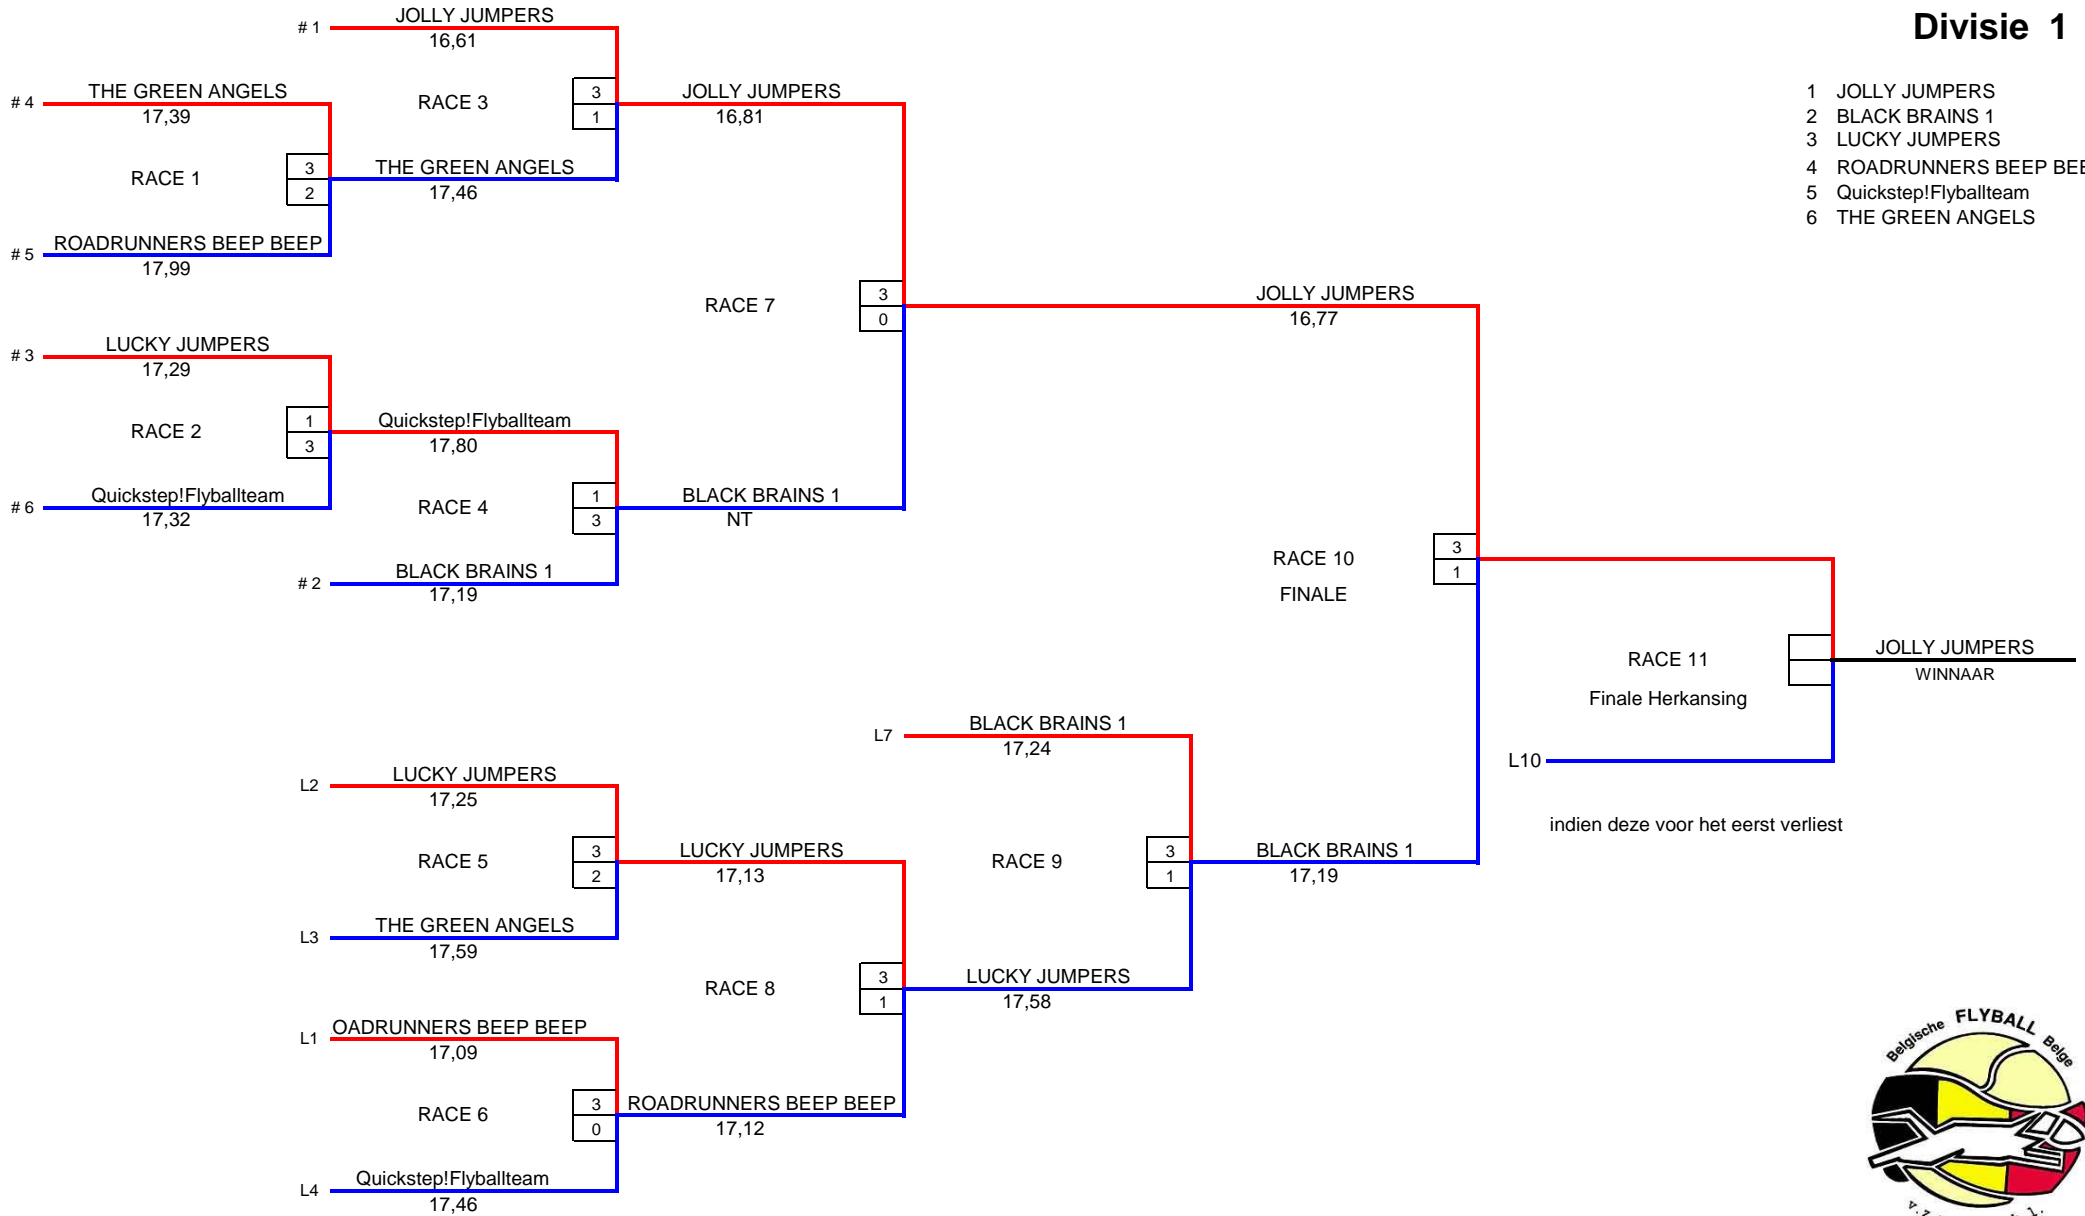 Divisie 1
1 JOLLY JUMPERS
2 BLACK BRAINS 1
3 LUCKY JUMPERS
4 ROADRUNNERS BEEP BEE
5 Quickstep!Flyballteam
6 THE GREEN ANGELS
# 1 JOLLY JUMPERS
16,61
# 4 THE GREEN ANGELS
17,39
RACE 3
3
1
JOLLY JUMPERS
16,81
RACE 1
3
2
THE GREEN ANGELS
17,46
# 5 ROADRUNNERS BEEP BEEP
17,99
RACE 7
3
0
JOLLY JUMPERS
16,77
# 3 LUCKY JUMPERS
17,29
RACE 2
1
3
Quickstep!Flyballteam
17,80
# 6 Quickstep!Flyballteam
17,32
RACE 4
1
3
BLACK BRAINS 1
NT
# 2 BLACK BRAINS 1
17,19
RACE 10
FINALE
3
1
RACE 11
Finale Herkansing
JOLLY JUMPERS
WINNAAR
L7 BLACK BRAINS 1
17,24
L10
indien deze voor het eerst verliest
L2 LUCKY JUMPERS
17,25
RACE 5
3
2
LUCKY JUMPERS
17,13
RACE 9
3
1
BLACK BRAINS 1
17,19
L3 THE GREEN ANGELS
17,59
RACE 8
3
1
LUCKY JUMPERS
17,58
L1 OADRUNNERS BEEP BEEP
17,09
RACE 6
3
0
ROADRUNNERS BEEP BEEP
17,12
L4 Quickstep!Flyballteam
17,46
Belgische FLYBALL Belge